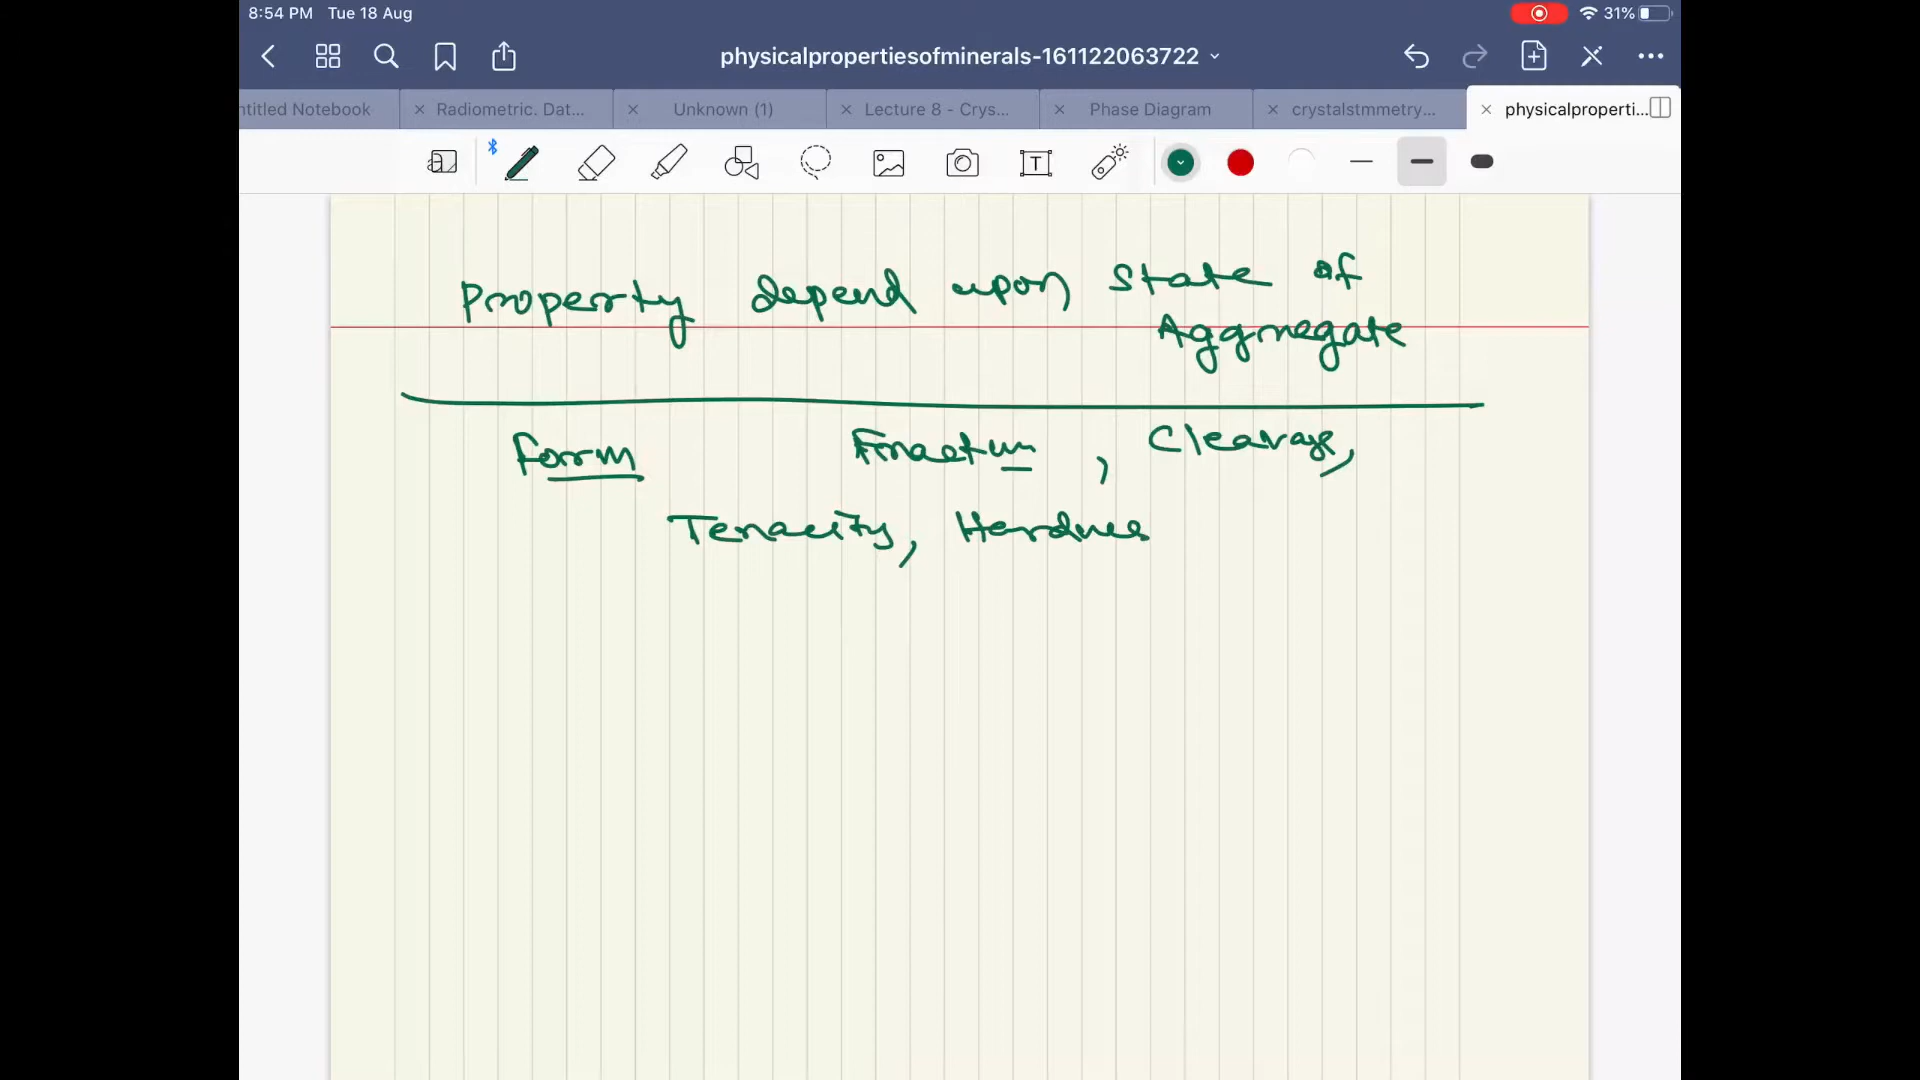 8:54 PM Tue 18 Aug 31%
physicalpropertiesofminerals-161122063722
ntitled Notebook Radiometric. Dat... Unknown (1) Lecture 8 - Crys... Phase Diagram crystalstmmetry... physicalproperti...
T
Property depend upon State of
Aggregate
Form Fracture , Cleavage,
Tenacity, Hardness